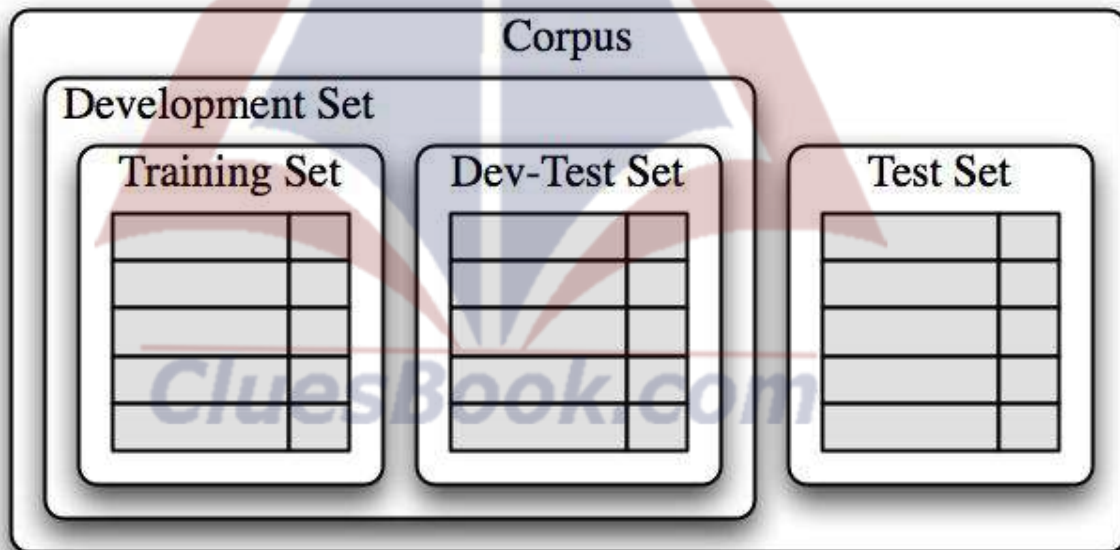 Corpus
Development Set
Training Set
Dev-Test Set
Test Set
CluesBook.com